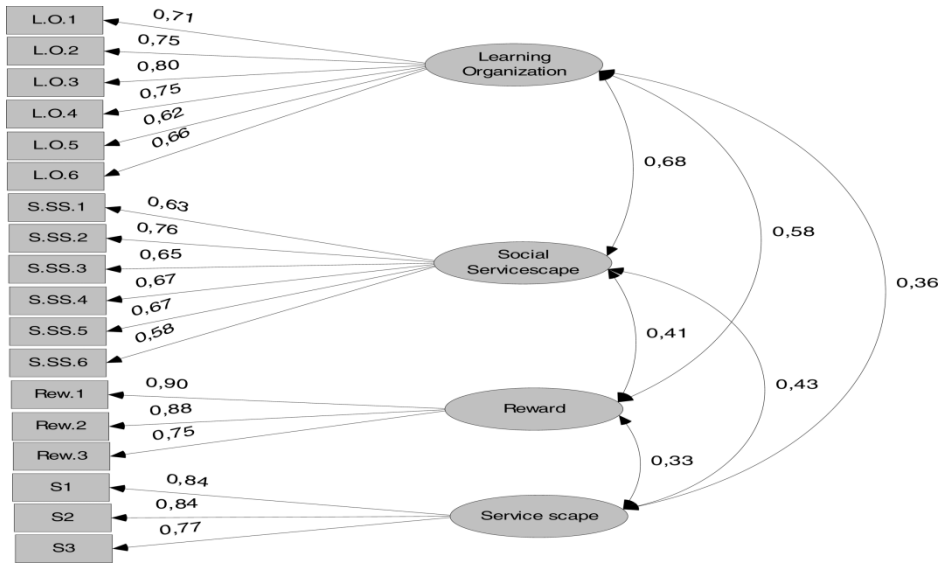 L.O.1
0,71
L.O.2
0,75
L.O.3
0,80
L.O.4
0,75
L.O.5
0,62
L.O.6
0,66
Learning
Organization
S.SS.1
0,63
S.SS.2
0,76
S.SS.3
0,65
S.SS.4
0,67
S.SS.5
0,67
S.SS.6
0,58
Social
Servicescape
Rew.1
0,90
Rew.2
0,88
Rew.3
0,75
Reward
S1
0,84
S2
0,84
S3
0,77
Service scape
0,68
0,58
0,36
0,41
0,43
0,33